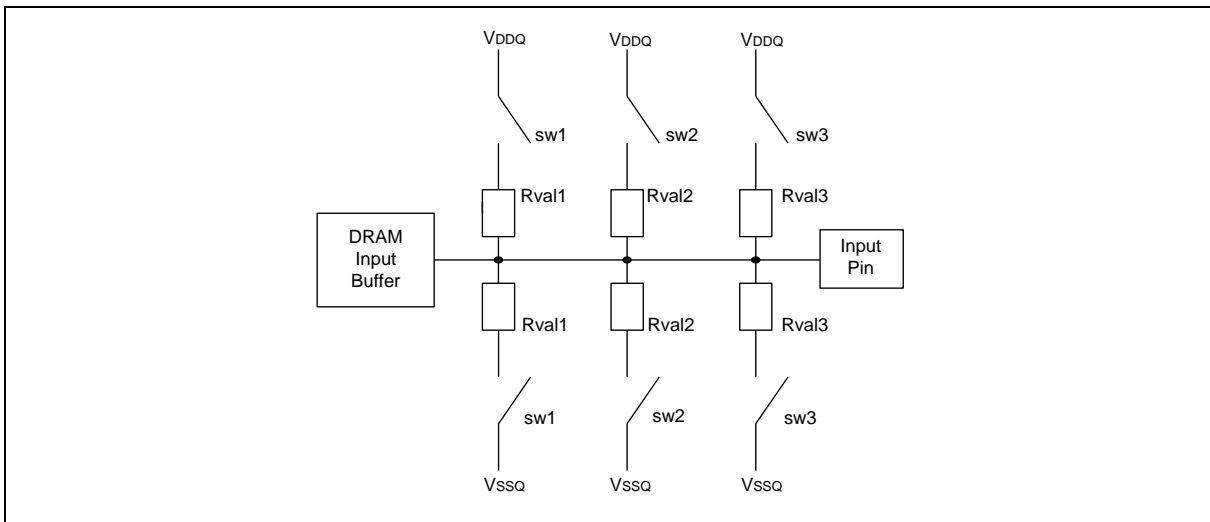 VDDQ VDDQ VDDQ
sw1 sw2 sw3
Rval1 Rval2 Rval3
DRAM
Input
Buffer
Input
Pin
Rval1 Rval2 Rval3
sw1 sw2 sw3
VSSQ VSSQ VSSQ